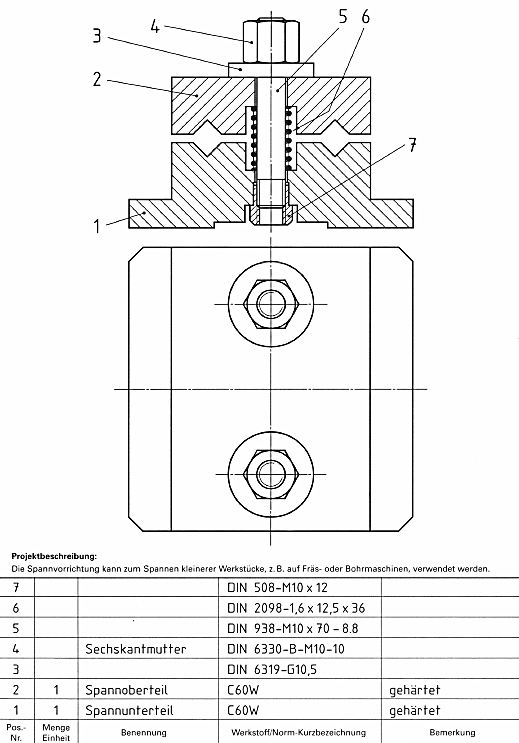 5 6
4
3
2
7
1
Projektbeschreibung:
Die Spannvorrichtung kann zum Spannen kleinerer Werkstücke, z. B. auf Fräs- oder Bohrmaschinen, verwendet werden.
7 DIN 508-M10 x 12
6 DIN 2098-1,6 x 12,5 x 36
5 DIN 938-M10 x 70 - 8.8
4 Sechskantmutter DIN 6330-B-M10-10
3 DIN 6319-G10,5
2 1 Spannoberteil C60W gehärtet
1 1 Spannunterteil C60W gehärtet
Pos.- Menge Benennung Werkstoff/Norm-Kurzbezeichnung Bemerkung
Nr. Einheit